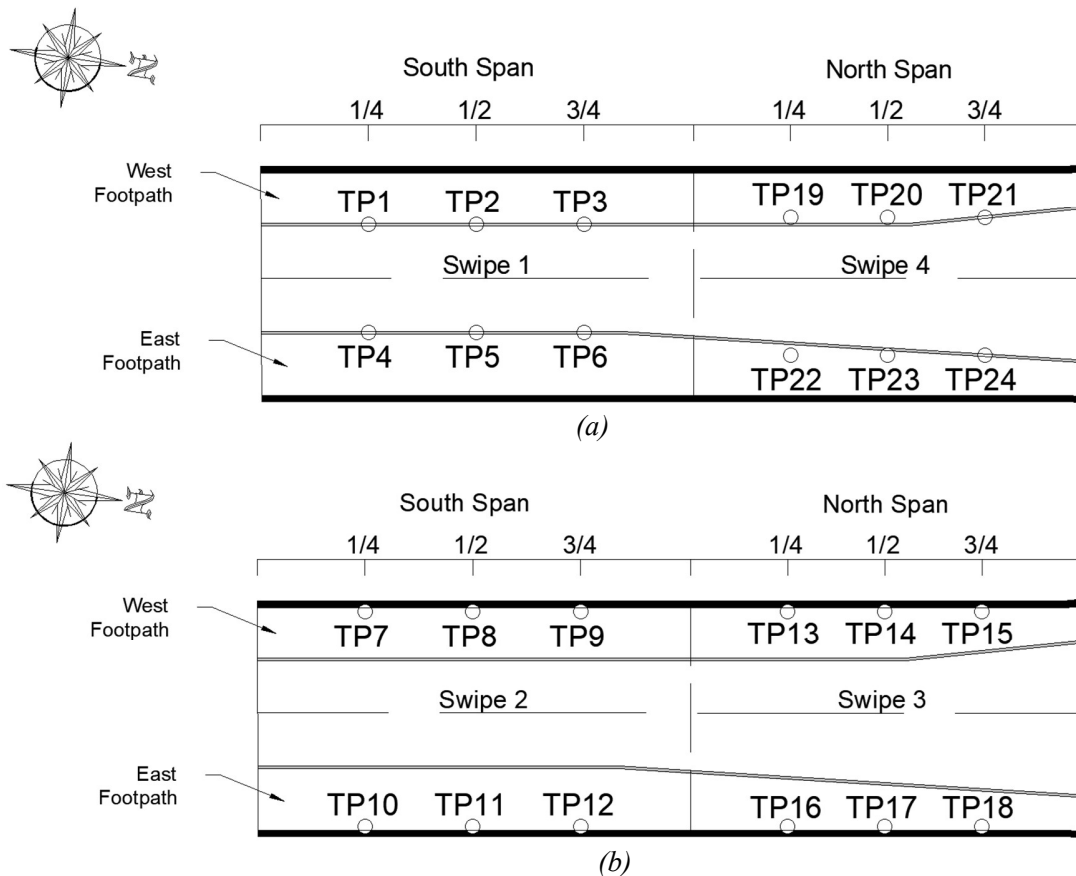 N
South Span
North Span
1/4
1/2
3/4
1/4
1/2
3/4
West
Footpath
TP1
TP2
TP3
TP19
TP20
TP21
Swipe 1
Swipe 4
East
Footpath
TP4
TP5
TP6
TP22
TP23
TP24
(a)
N
South Span
North Span
1/4
1/2
3/4
1/4
1/2
3/4
West
Footpath
TP7
TP8
TP9
TP13
TP14
TP15
Swipe 2
Swipe 3
East
Footpath
TP10
TP11
TP12
TP16
TP17
TP18
(b)